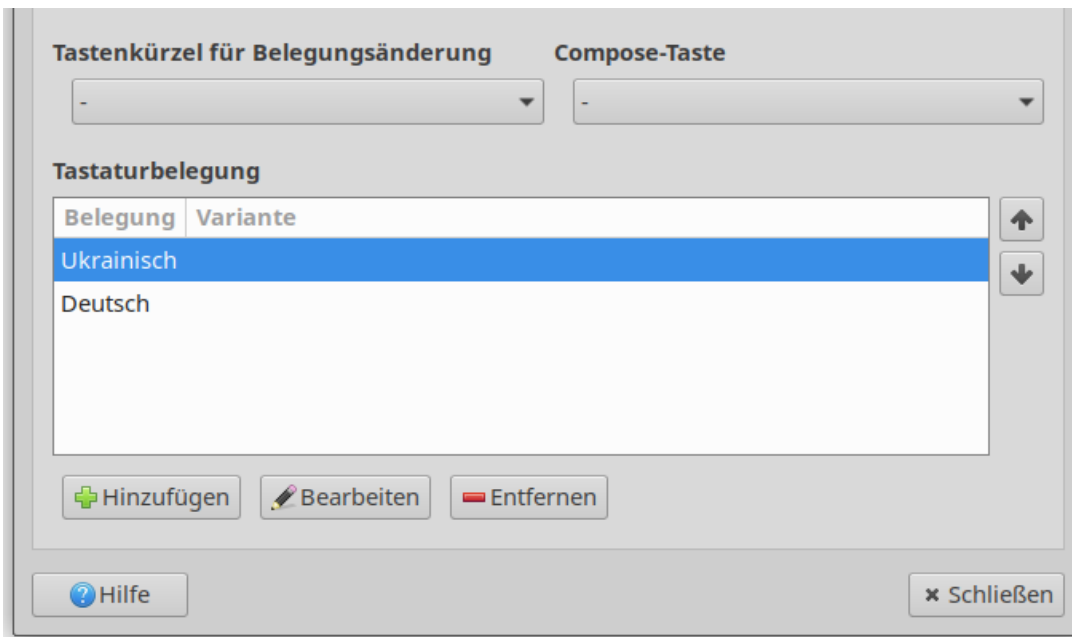 Tastenkürzel für Belegungsänderung Compose-Taste
- -
Tastaturbelegung
Belegung Variante
Ukrainisch
Deutsch
Hinzufügen Bearbeiten Entfernen
Hilfe Schließen